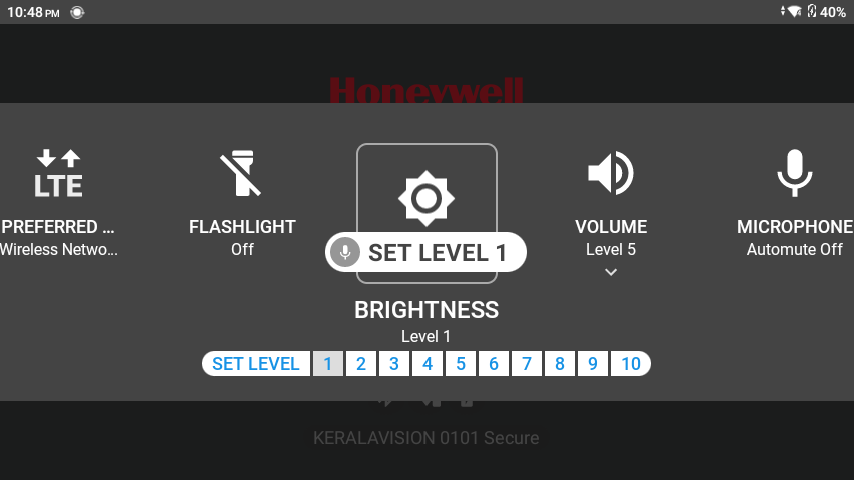 10:48 PM
40%
Honeywell
LTE
PREFERRED ...
Wireless Netwo...
FLASHLIGHT
Off
SET LEVEL 1
BRIGHTNESS
Level 1
VOLUME
Level 5
MICROPHONE
Automute Off
SET LEVEL 1 2 3 4 5 6 7 8 9 10
KERALAVISION 0101 Secure